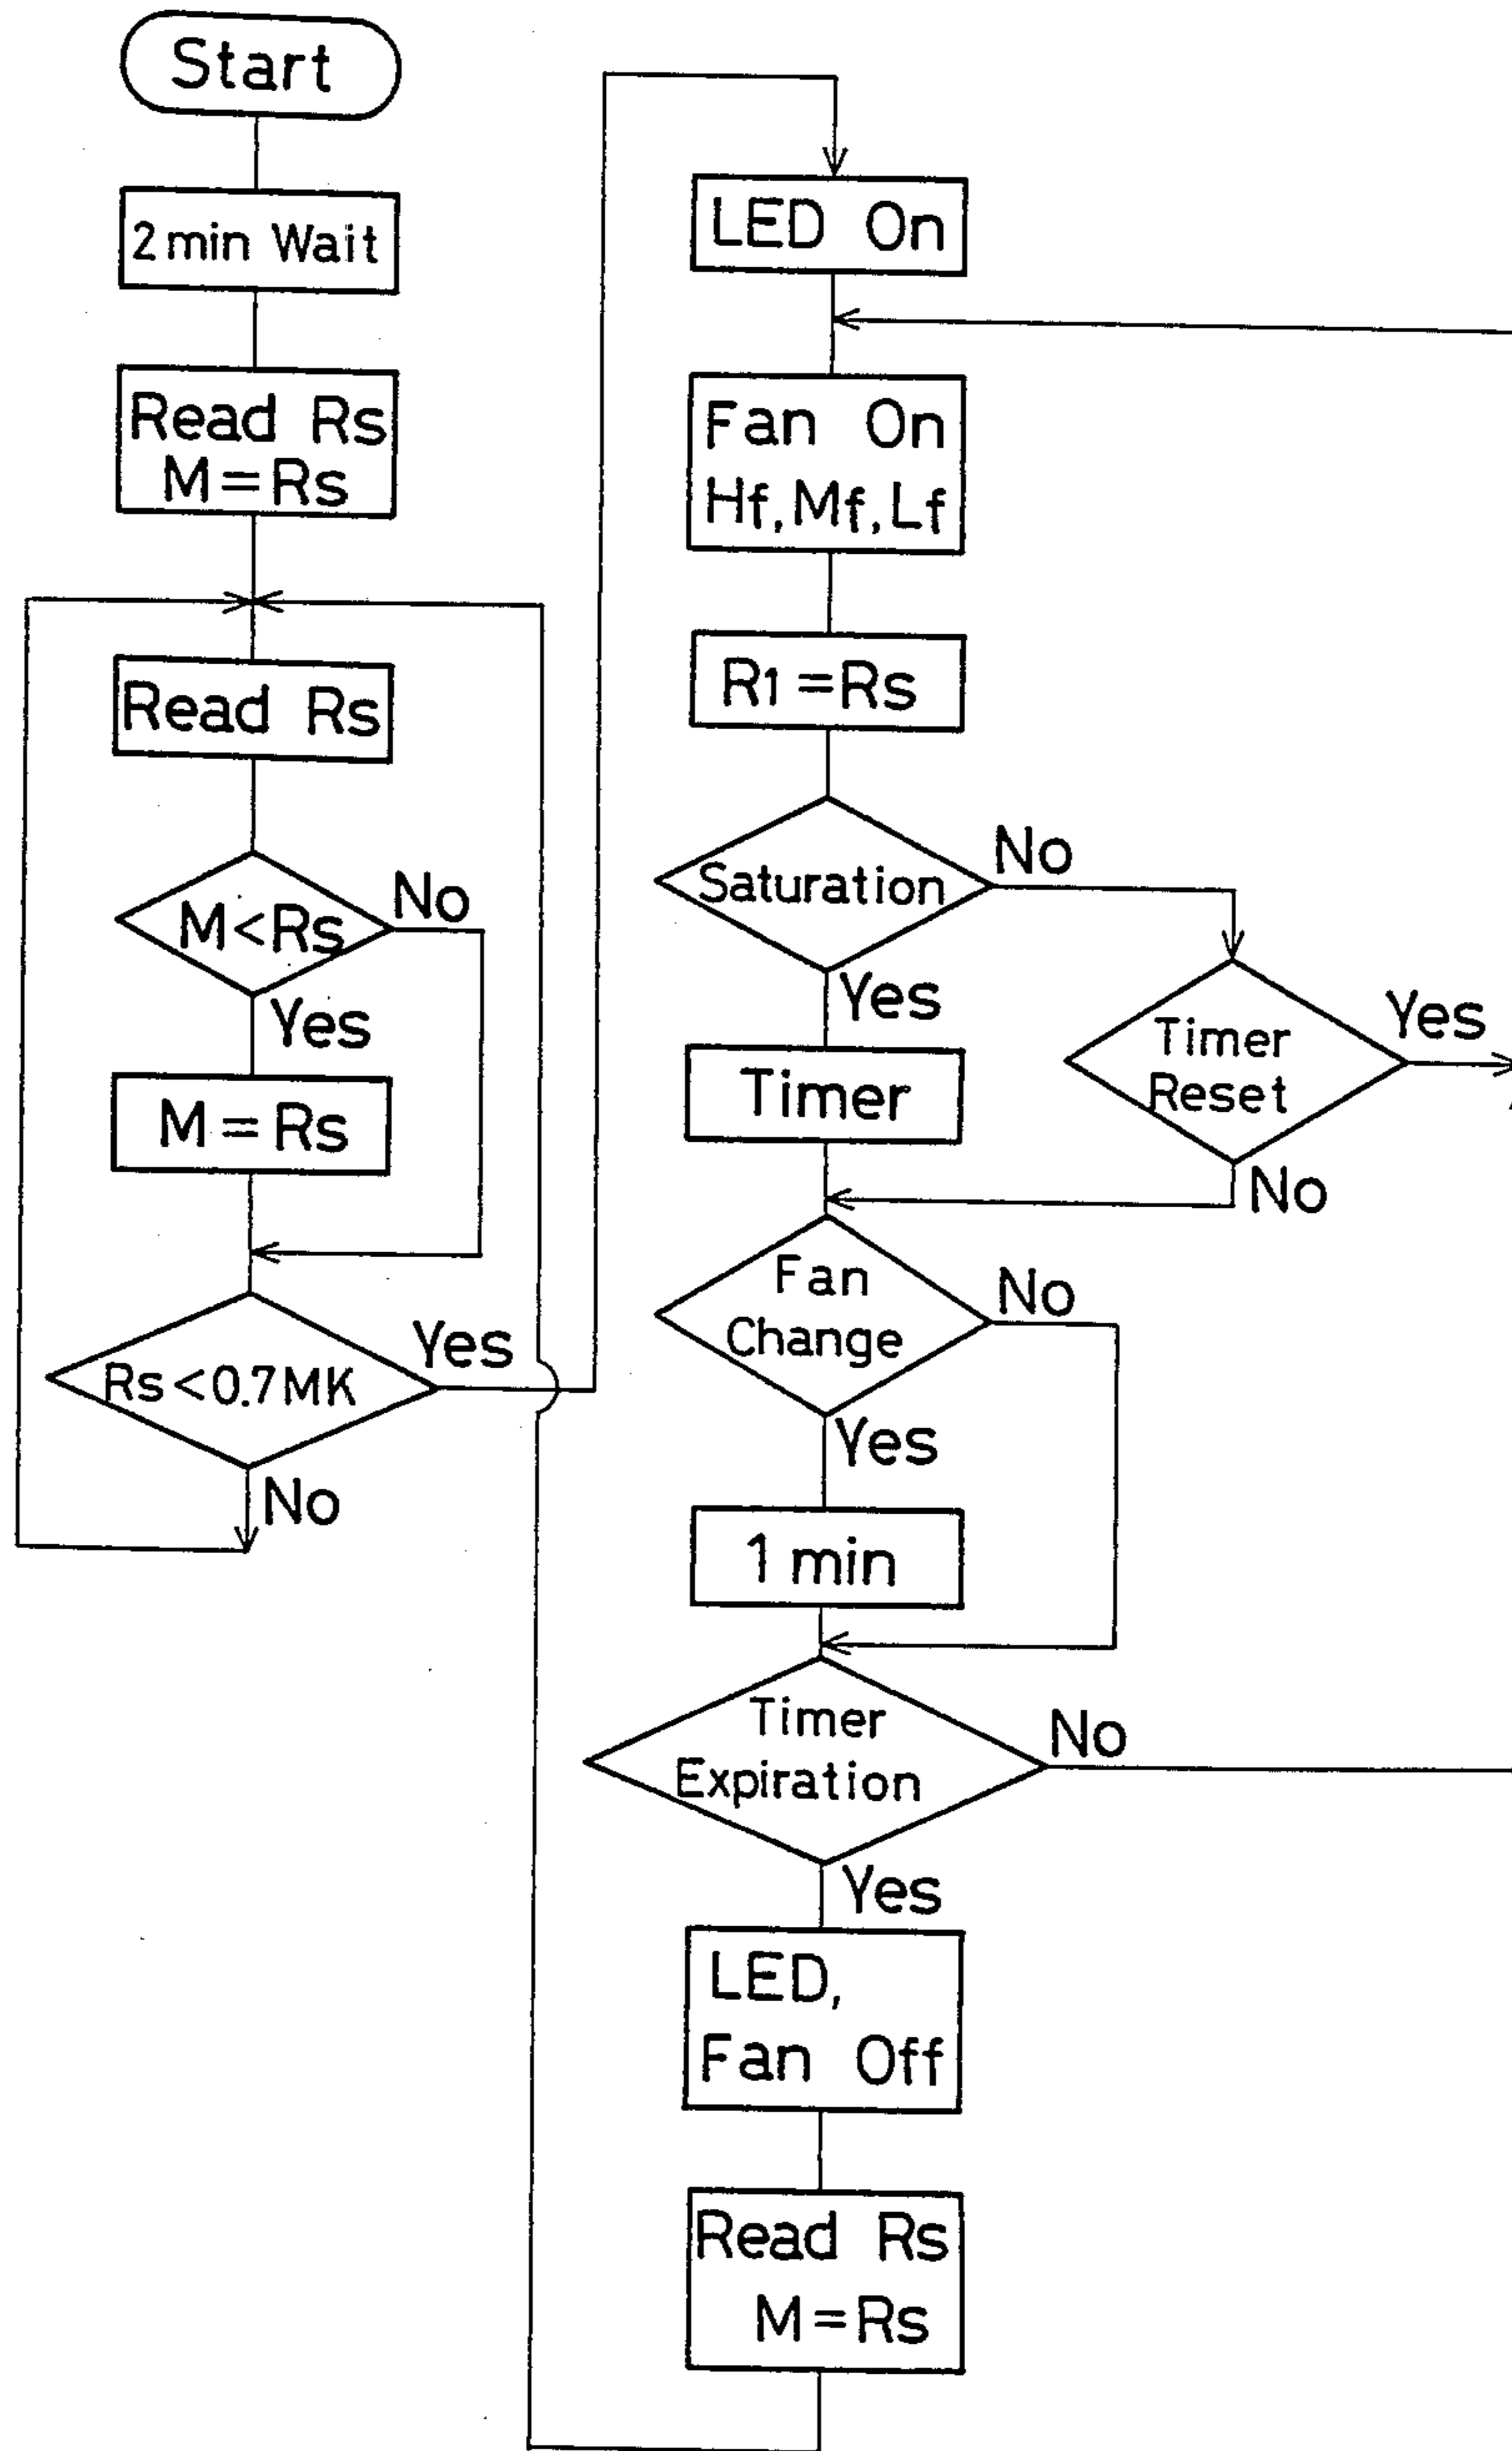 Start
2 min Wait
Read Rs
M=Rs
Read Rs
M<Rs
No
Yes
M=Rs
Rs<0.7MK
Yes
No
LED On
Fan On
Hf, Mf, Lf
R1=Rs
Saturation
No
Yes
Timer
Timer
Reset
Yes
No
Fan
Change
No
Yes
1 min
Timer
Expiration
No
Yes
LED,
Fan Off
Read Rs
M=Rs